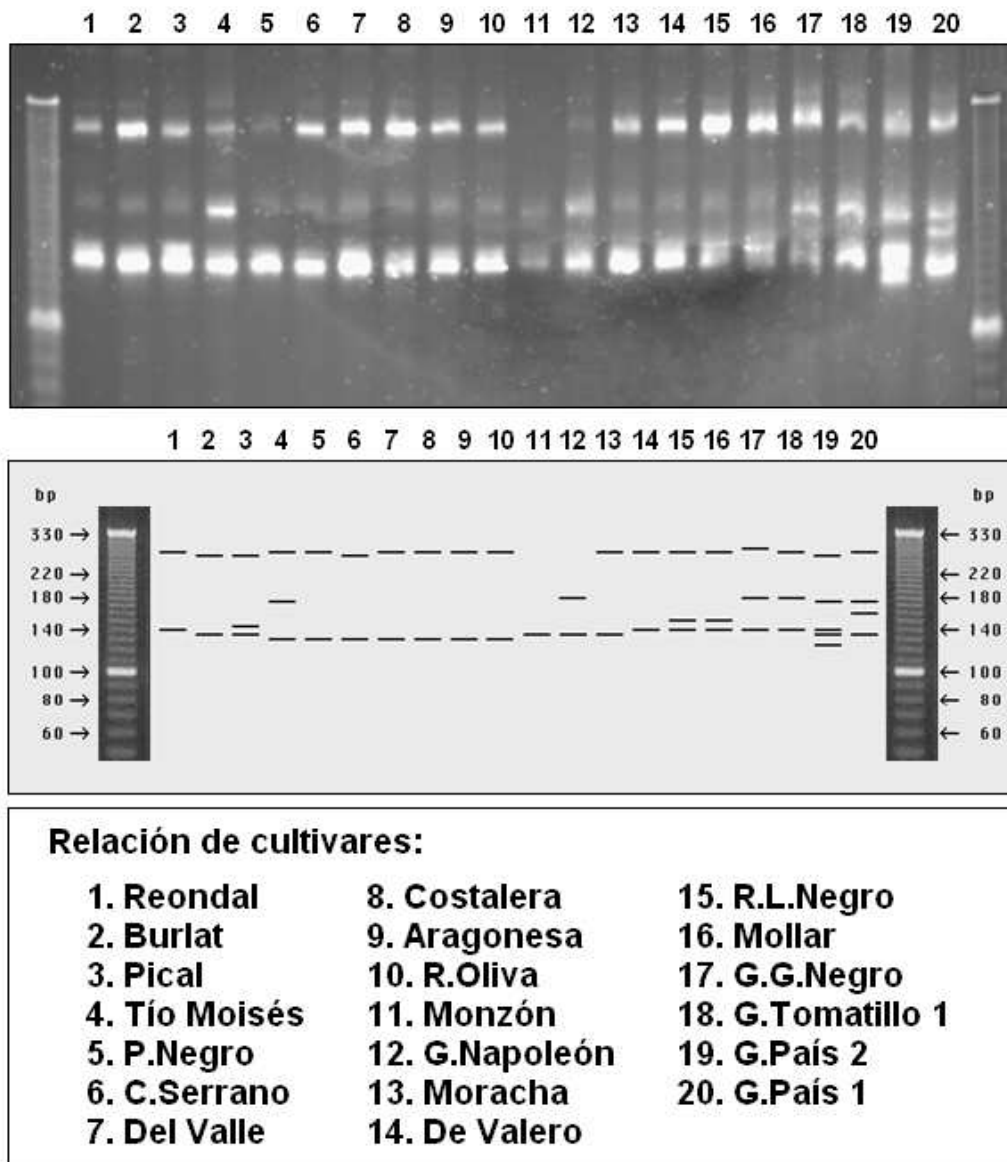 1 2 3 4 5 6 7 8 9 10 11 12 13 14 15 16 17 18 19 20
1 2 3 4 5 6 7 8 9 10 11 12 13 14 15 16 17 18 19 20
bp bp
330 → ← 330
220 → ← 220
180 → ← 180
140 → ← 140
100 → ← 100
80 → ← 80
60 → ← 60
Relación de cultivares:
1. Reondal 8. Costalera 15. R.L.Negro
2. Burlat 9. Aragonesa 16. Mollar
3. Pical 10. R.Oliva 17. G.G.Negro
4. Tío Moisés 11. Monzón 18. G.Tomatillo 1
5. P.Negro 12. G.Napoleón 19. G.País 2
6. C.Serrano 13. Moracha 20. G.País 1
7. Del Valle 14. De Valero